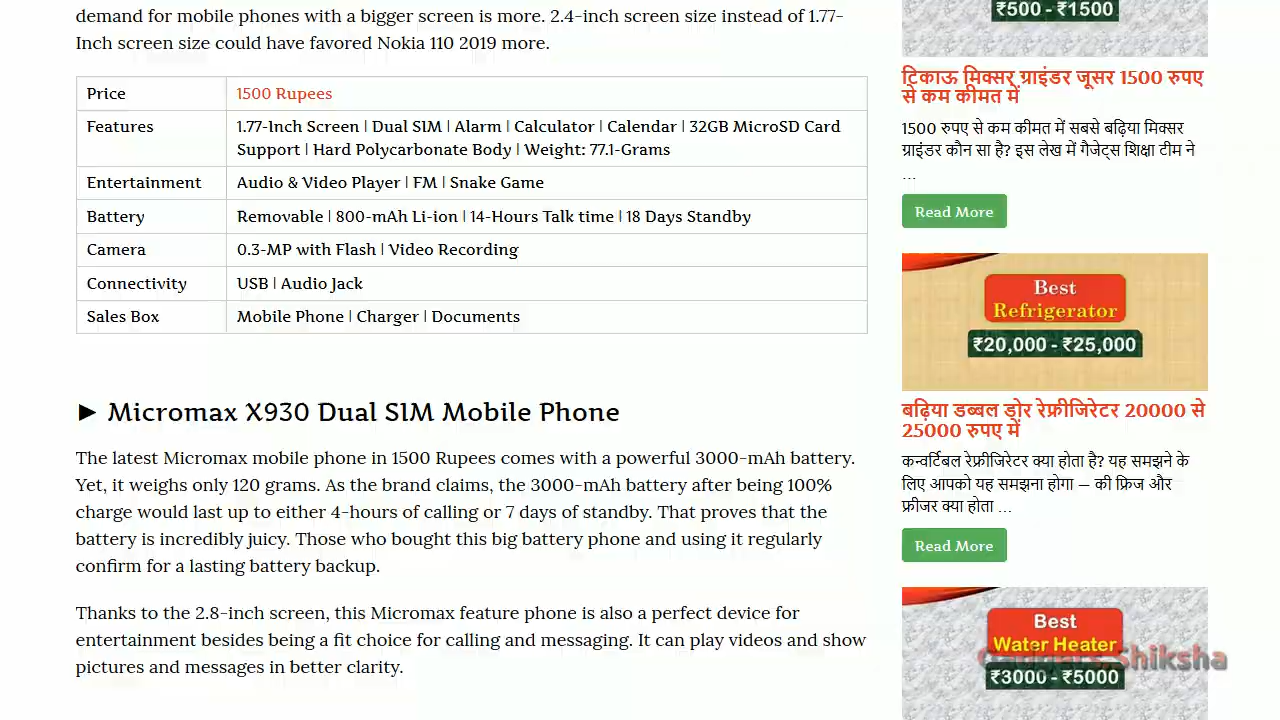 demand for mobile phones with a bigger screen is more. 2.4-inch screen size instead of 1.77-
Inch screen size could have favored Nokia 110 2019 more.
Price 1500 Rupees
Features 1.77-Inch Screen | Dual SIM | Alarm | Calculator | Calendar | 32GB MicroSD Card
Support | Hard Polycarbonate Body | Weight: 77.1-Grams
Entertainment Audio & Video Player | FM | Snake Game
Battery Removable | 800-mAh Li-ion | 14-Hours Talk time | 18 Days Standby
Camera 0.3-MP with Flash | Video Recording
Connectivity USB | Audio Jack
Sales Box Mobile Phone | Charger | Documents
► Micromax X930 Dual SIM Mobile Phone
The latest Micromax mobile phone in 1500 Rupees comes with a powerful 3000-mAh battery.
Yet, it weighs only 120 grams. As the brand claims, the 3000-mAh battery after being 100%
charge would last up to either 4-hours of calling or 7 days of standby. That proves that the
battery is incredibly juicy. Those who bought this big battery phone and using it regularly
confirm for a lasting battery backup.
Thanks to the 2.8-inch screen, this Micromax feature phone is also a perfect device for
entertainment besides being a fit choice for calling and messaging. It can play videos and show
pictures and messages in better clarity.
₹500 - ₹1500
टिकाऊ मिक्सर ग्राइंडर जूसर 1500 रुपए
से कम कीमत में
1500 रुपए से कम कीमत में सबसे बढ़िया मिक्सर
ग्राइंडर कौन सा है? इस लेख में गैजेट्स शिक्षा टीम ने
...
Read More
Best
Refrigerator
₹20,000 - ₹25,000
बढ़िया डब्बल डोर रेफ्रीजिरेटर 20000 से
25000 रुपए में
कन्वर्टिबल रेफ्रीजिरेटर क्या होता है? यह समझने के
लिए आपको यह समझना होगा – की फ्रिज और
फ्रीजर क्या होता ...
Read More
Best
Water Heater
Gadgets Shiksha
₹3000 - ₹5000